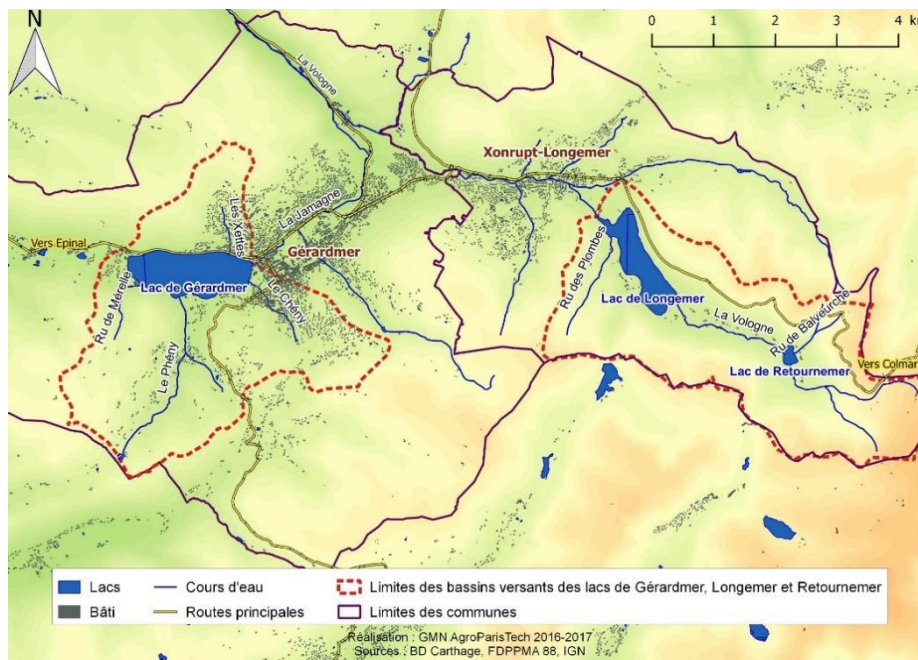 N
0 1 2 3 4 km
La Vologne
Xonrupt-Longemer
La Jamagne
Les Xettes
Vers Epinal
Gérardmer
Lac de Gérardmer
Ru de Mérelle
Le Chény
Le Phény
Ru des Plombes
Lac de Longemer
La Vologne
Ru de Balveurche
Lac de Retournemer
Vers Colmar
Lacs
Cours d'eau
Limites des bassins versants des lacs de Gérardmer, Longemer et Retournemer
Bâti
Routes principales
Limites des communes
Réalisation : GMN AgroParisTech 2016-2017
Sources : BD Carthage, FDPPMA 88, IGN